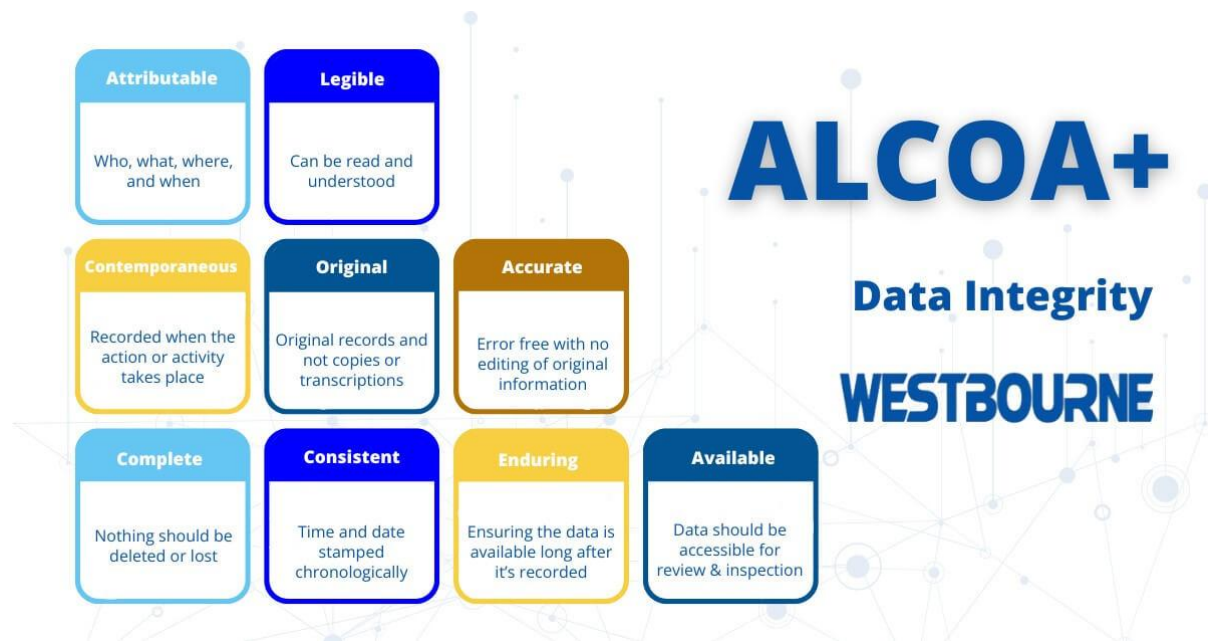 Attributable
Who, what, where,
and when
Legible
Can be read and
understood
ALCOA+
Data Integrity
WESTBOURNE
Contemporaneous
Recorded when the
action or activity
takes place
Original
Original records and
not copies or
transcriptions
Accurate
Error free with no
editing of original
information
Complete
Nothing should be
deleted or lost
Consistent
Time and date
stamped
chronologically
Enduring
Ensuring the data is
available long after
it’s recorded
Available
Data should be
accessible for
review & inspection